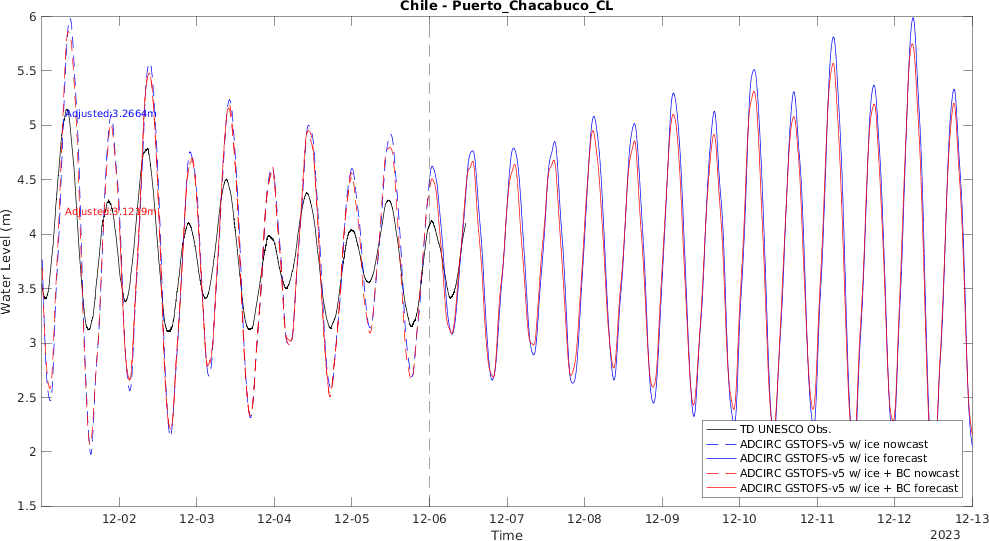 Chile - Puerto_Chacabuco_CL
6
5.5
5
4.5
4
3.5
3
2.5
2
1.5
Water Level (m)
Adjusted:3.2664m
Adjusted:3.1219m
TD UNESCO Obs.
ADCIRC GSTOFS-v5 w/ ice nowcast
ADCIRC GSTOFS-v5 w/ ice forecast
ADCIRC GSTOFS-v5 w/ ice + BC nowcast
ADCIRC GSTOFS-v5 w/ ice + BC forecast
12-02 12-03 12-04 12-05 12-06 12-07 12-08 12-09 12-10 12-11 12-12 12-13
Time
2023